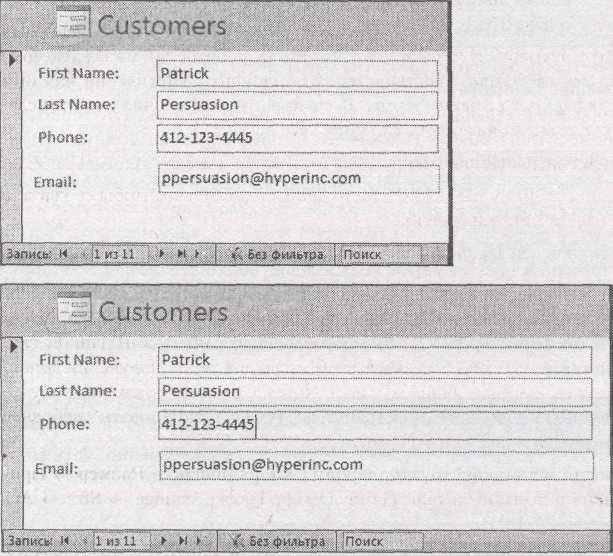 Customers
First Name: Patrick
Last Name: Persuasion
Phone: 412-123-4445
Email: ppersuasion@hyperinc.com
Запись: 1 из 11 Без фильтра Поиск
Customers
First Name: Patrick
Last Name: Persuasion
Phone: 412-123-4445
Email: ppersuasion@hyperinc.com
Запись: 1 из 11 Без фильтра Поиск